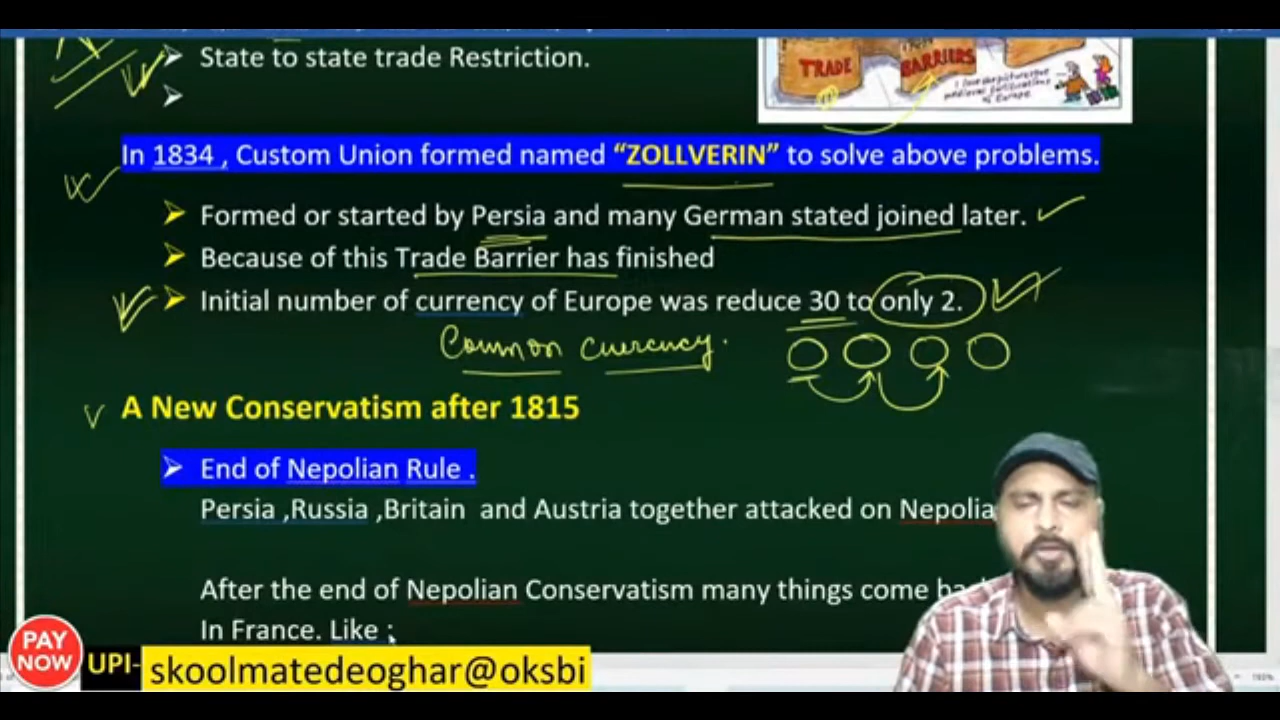 State to state trade Restriction.
TRADE
BARRIERS
In 1834 , Custom Union formed named “ZOLLVERIN” to solve above problems.
Formed or started by Persia and many German stated joined later.
Because of this Trade Barrier has finished
Initial number of currency of Europe was reduce 30 to only 2.
Common currency.
A New Conservatism after 1815
End of Nepolian Rule .
Persia ,Russia ,Britain and Austria together attacked on Nepolia
After the end of Nepolian Conservatism many things come
In France. Like ;
PAY
NOW
UPI- skoolmatedeoghar@oksbi